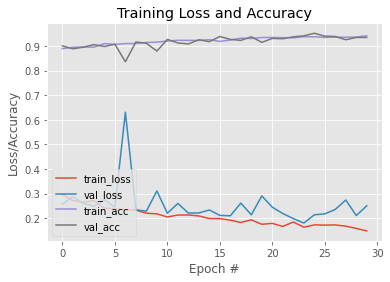 Training Loss and Accuracy
Loss/Accuracy
0.9
0.8
0.7
0.6
0.5
0.4
0.3
0.2
train_loss
val_loss
train_acc
val_acc
0
5
10
15
20
25
30
Epoch #